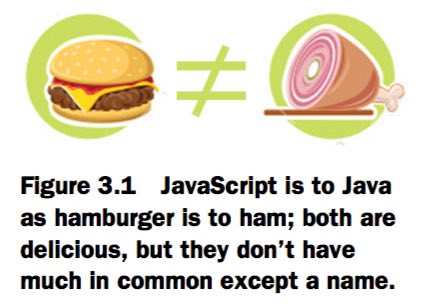 ≠
Figure 3.1 JavaScript is to Java
as hamburger is to ham; both are
delicious, but they don’t have
much in common except a name.